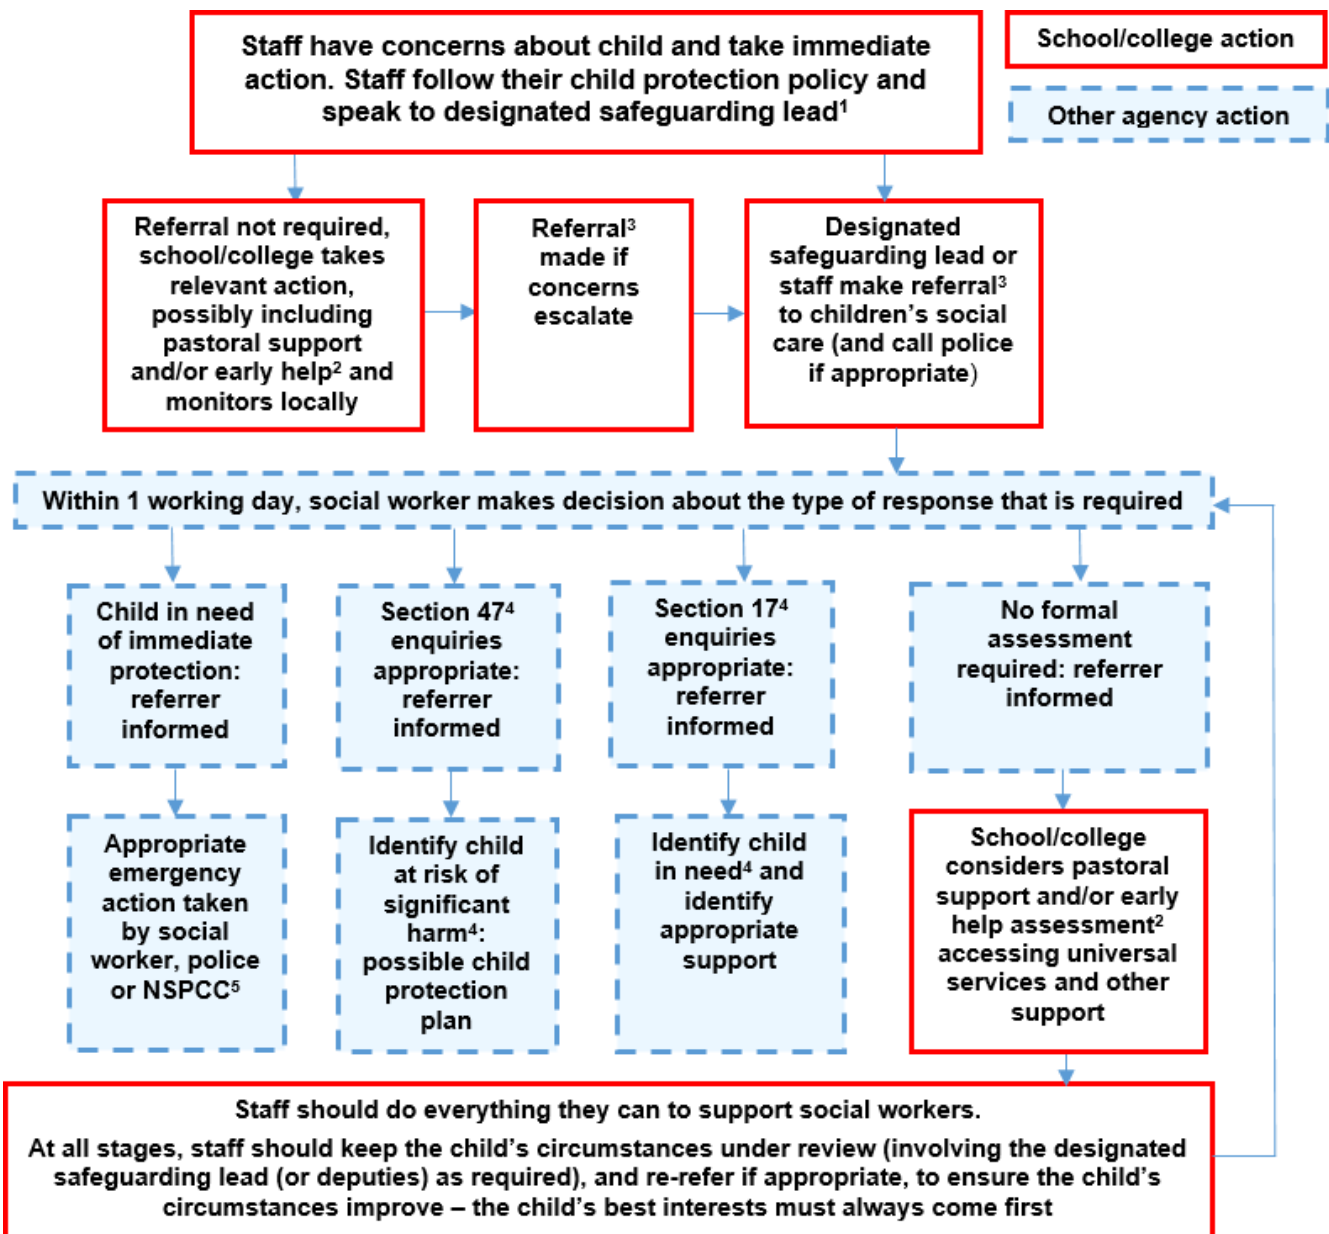 Staff have concerns about child and take immediate
action. Staff follow their child protection policy and
speak to designated safeguarding lead¹
School/college action
Other agency action
Referral not required,
school/college takes
relevant action,
possibly including
pastoral support
and/or early help² and
monitors locally
Referral³
made if
concerns
escalate
Designated
safeguarding lead or
staff make referral³
to children’s social
care (and call police
if appropriate)
Within 1 working day, social worker makes decision about the type of response that is required
Child in need
of immediate
protection:
referrer
informed
Section 47⁴
enquiries
appropriate:
referrer
informed
Section 17⁴
enquiries
appropriate:
referrer
informed
No formal
assessment
required: referrer
informed
Appropriate
emergency
action taken
by social
worker, police
or NSPCC⁵
Identify child
at risk of
significant
harm⁴:
possible child
protection
plan
Identify child
in need⁴ and
identify
appropriate
support
School/college
considers pastoral
support and/or early
help assessment²
accessing universal
services and other
support
Staff should do everything they can to support social workers.
At all stages, staff should keep the child’s circumstances under review (involving the designated
safeguarding lead (or deputies) as required), and re-refer if appropriate, to ensure the child’s
circumstances improve – the child’s best interests must always come first